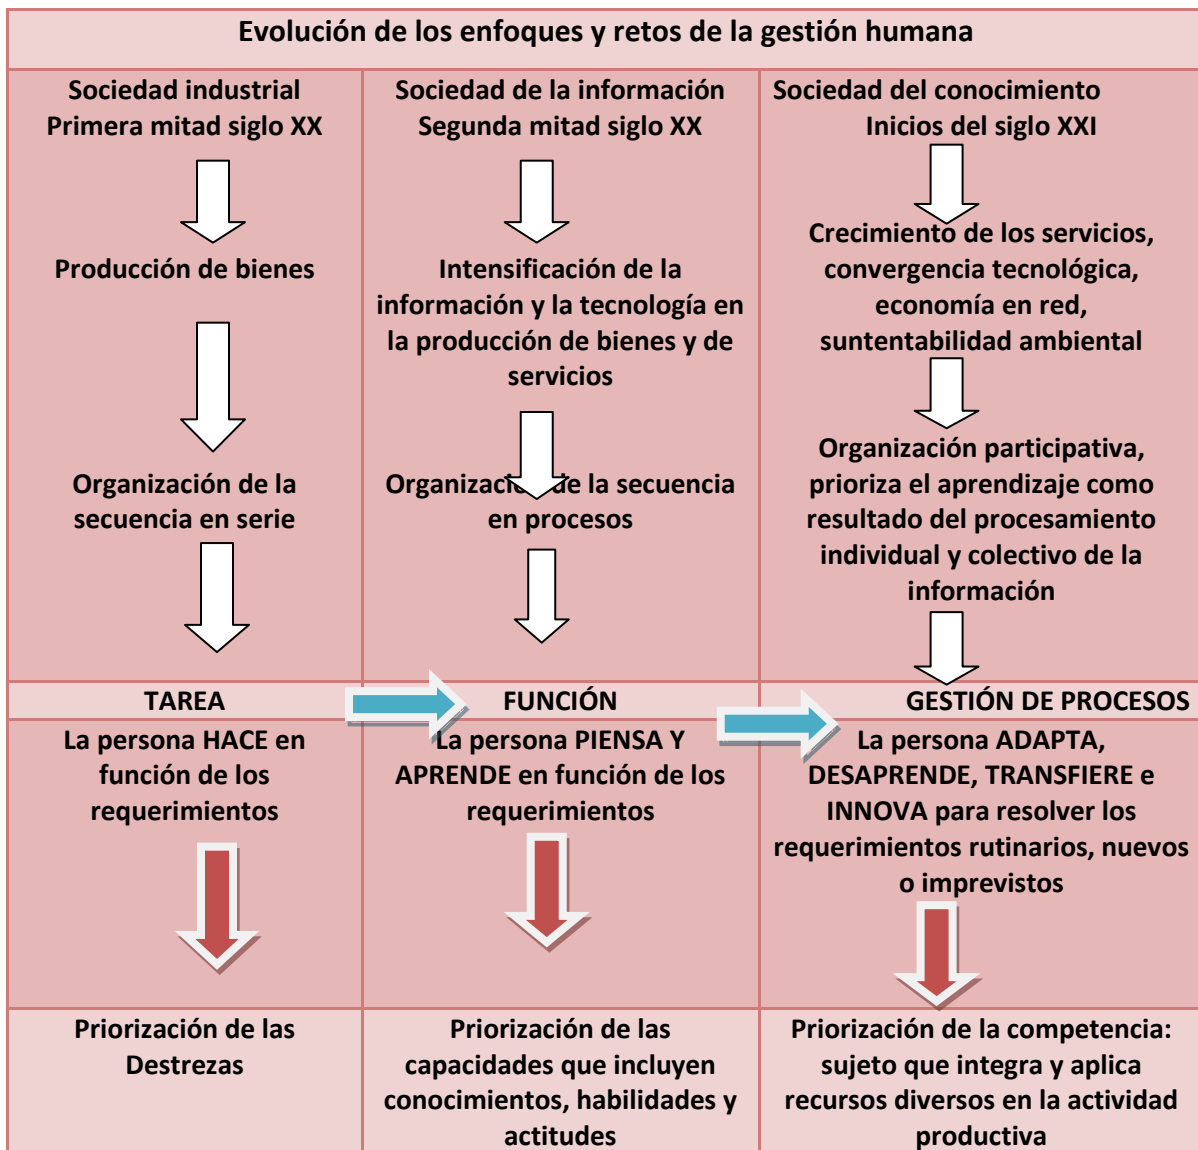 Evolución de los enfoques y retos de la gestión humana
Sociedad industrial
Primera mitad siglo XX
Producción de bienes
Organización de la
secuencia en serie
Sociedad de la información
Segunda mitad siglo XX
Intensificación de la
información y la tecnología en
la producción de bienes y de
servicios
Organización de la secuencia
en procesos
Sociedad del conocimiento
Inicios del siglo XXI
Crecimiento de los servicios,
convergencia tecnológica,
economía en red,
suntentabilidad ambiental
Organización participativa,
prioriza el aprendizaje como
resultado del procesamiento
individual y colectivo de la
información
TAREA
FUNCIÓN
GESTIÓN DE PROCESOS
La persona HACE en
función de los
requerimientos
La persona PIENSA Y
APRENDE en función de los
requerimientos
La persona ADAPTA,
DESAPRENDE, TRANSFIERE e
INNOVA para resolver los
requerimientos rutinarios, nuevos
o imprevistos
Priorización de las
Destrezas
Priorización de las
capacidades que incluyen
conocimientos, habilidades y
actitudes
Priorización de la competencia:
sujeto que integra y aplica
recursos diversos en la actividad
productiva